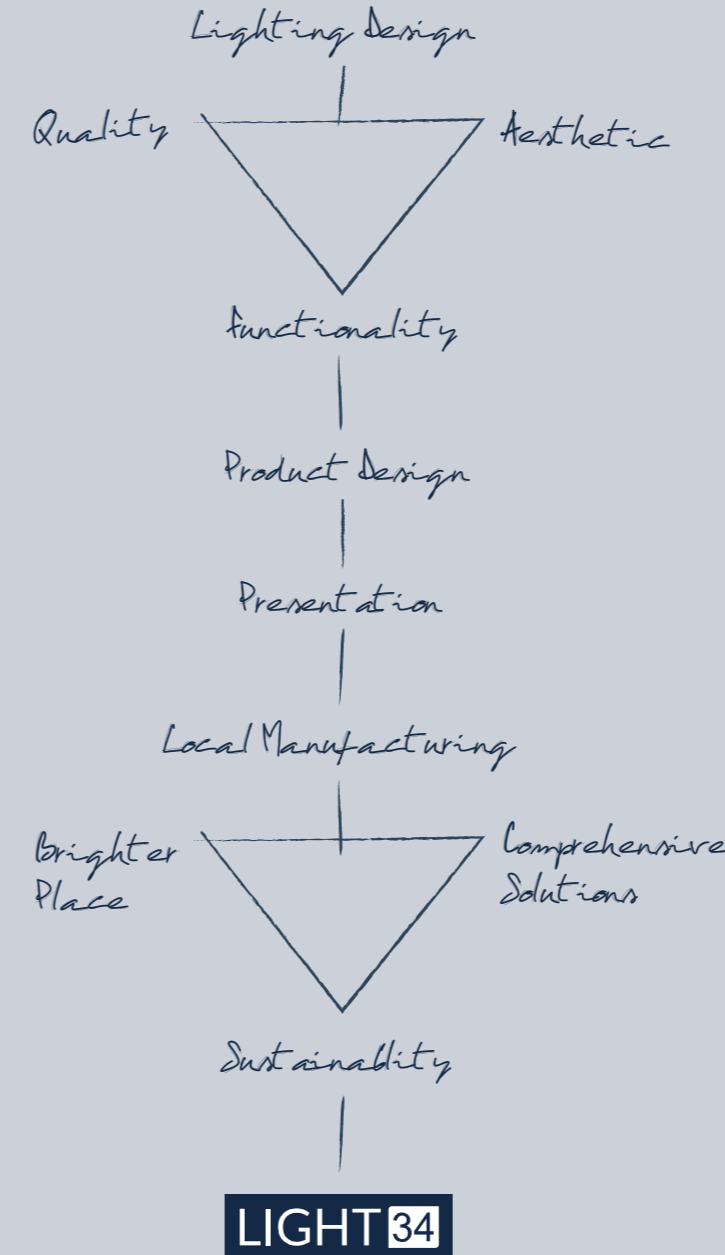 Lighting Design
Quality
Aesthetic
Functionality
Product Design
Presentation
Local Manufacturing
Brighter
Place
Comprehensive
Solutions
Sustainablity
LIGHT 34